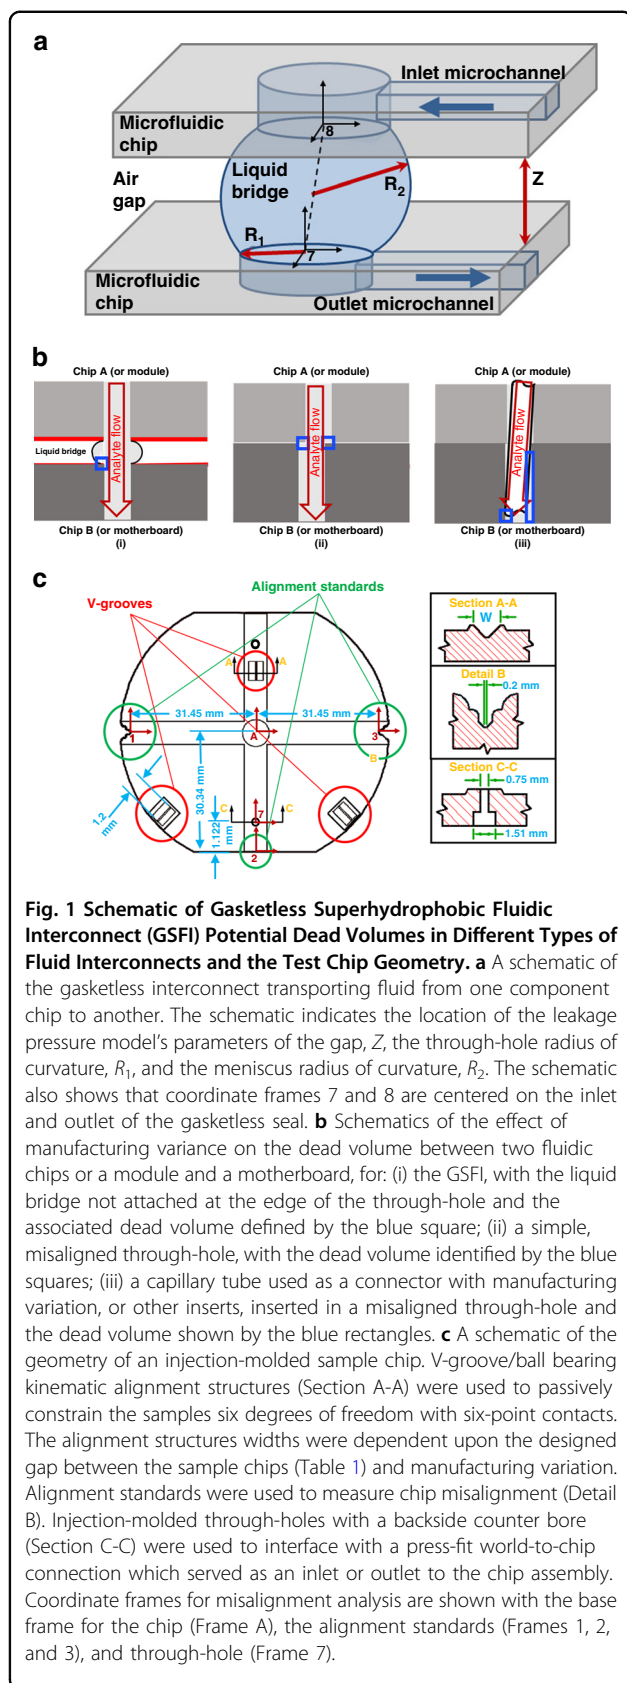 a
Inlet microchannel
8
Microfluidic
chip
Liquid
bridge
Air
gap
R2
Z
R1
7
Microfluidic
chip
Outlet microchannel
b
Chip A (or module)
Chip A (or module)
Chip A (or module)
Liquid bridge
Analyte flow
Analyte flow
Analyte flow
Chip B (or motherboard)
(i)
Chip B (or motherboard)
(ii)
Chip B (or motherboard)
(iii)
c
Alignment standards
V-grooves
A
A
31.45 mm
31.45 mm
1
A
3
B
30.34 mm
1.2
mm
C
C
7
1.122
mm
2
Section A-A
W
Detail B
0.2 mm
Section C-C
0.75 mm
1.51 mm
Fig. 1 Schematic of Gasketless Superhydrophobic Fluidic
Interconnect (GSFI) Potential Dead Volumes in Different Types of
Fluid Interconnects and the Test Chip Geometry. a A schematic of
the gasketless interconnect transporting fluid from one component
chip to another. The schematic indicates the location of the leakage
pressure model's parameters of the gap, Z, the through-hole radius of
curvature, R1, and the meniscus radius of curvature, R2. The schematic
also shows that coordinate frames 7 and 8 are centered on the inlet
and outlet of the gasketless seal. b Schematics of the effect of
manufacturing variance on the dead volume between two fluidic
chips or a module and a motherboard, for: (i) the GSFI, with the liquid
bridge not attached at the edge of the through-hole and the
associated dead volume defined by the blue square; (ii) a simple,
misaligned through-hole, with the dead volume identified by the blue
squares; (iii) a capillary tube used as a connector with manufacturing
variation, or other inserts, inserted in a misaligned through-hole and
the dead volume shown by the blue rectangles. c A schematic of the
geometry of an injection-molded sample chip. V-groove/ball bearing
kinematic alignment structures (Section A-A) were used to passively
constrain the samples six degrees of freedom with six-point contacts.
The alignment structures widths were dependent upon the designed
gap between the sample chips (Table 1) and manufacturing variation.
Alignment standards were used to measure chip misalignment (Detail
B). Injection-molded through-holes with a backside counter bore
(Section C-C) were used to interface with a press-fit world-to-chip
connection which served as an inlet or outlet to the chip assembly.
Coordinate frames for misalignment analysis are shown with the base
frame for the chip (Frame A), the alignment standards (Frames 1, 2,
and 3), and through-hole (Frame 7).